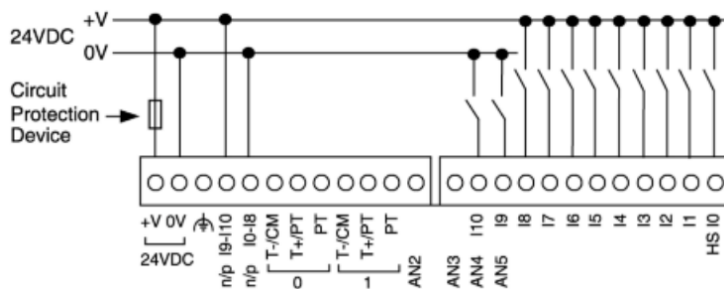 24VDC
+V
0V
Circuit
Protection
Device
+V 0V
24VDC
n/p I9-I10
n/p I0-I8
T-/CM
T+/PT
PT
0
T-/CM
T+/PT
PT
1
AN2
AN3
AN4 I10
AN5 I9
I8
I7
I6
I5
I4
I3
I2
I1
HS I0